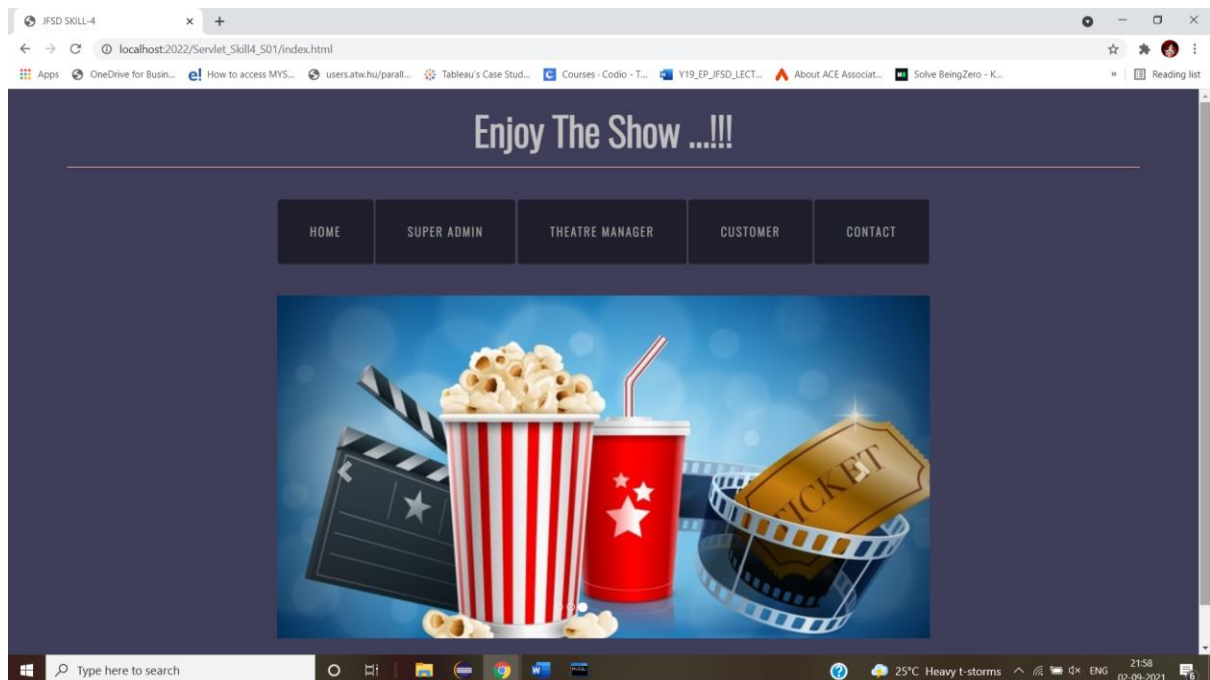 JFSD SKILL-4
localhost:2022/Servlet_Skill4_S01/index.html
Apps OneDrive for Busin... How to access MYS... users.atw.hu/parall... Tableau's Case Stud... Courses - Codio - T... Y19_EP_JFSD_LECT... About ACE Associat... Solve BeingZero - K... » Reading list
Enjoy The Show ...!!!
HOME SUPER ADMIN THEATRE MANAGER CUSTOMER CONTACT
TICKET
Type here to search 25°C Heavy t-storms ENG 21:58
02-09-2021 6